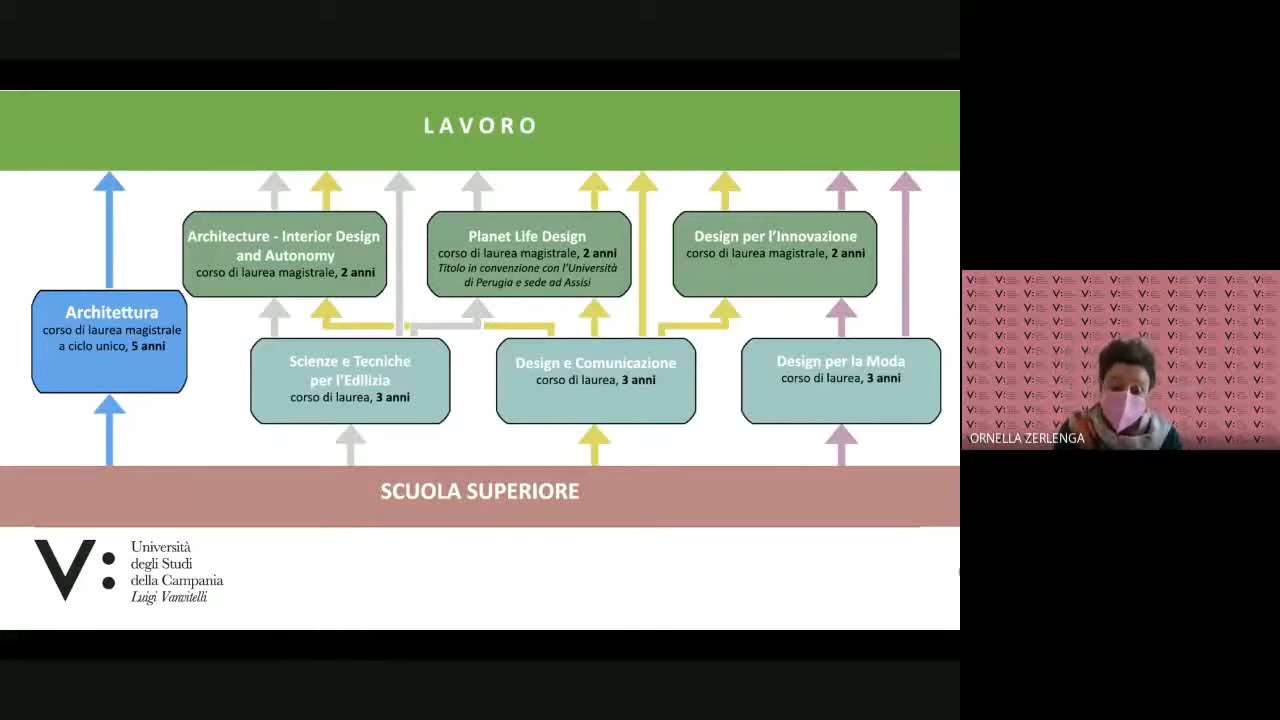 LAVORO
Architecture - Interior Design
and Autonomy
corso di laurea magistrale, 2 anni
Planet Life Design
corso di laurea magistrale, 2 anni
Titolo in convenzione con l'Università
di Perugia e sede ad Assisi
Design per l'Innovazione
corso di laurea magistrale, 2 anni
Architettura
corso di laurea magistrale
a ciclo unico, 5 anni
Scienze e Tecniche
per l'Edilizia
corso di laurea, 3 anni
Design e Comunicazione
corso di laurea, 3 anni
Design per la Moda
corso di laurea, 3 anni
SCUOLA SUPERIORE
V:
Università
degli Studi
della Campania
Luigi Vanvitelli
ORNELLA ZERLENGA